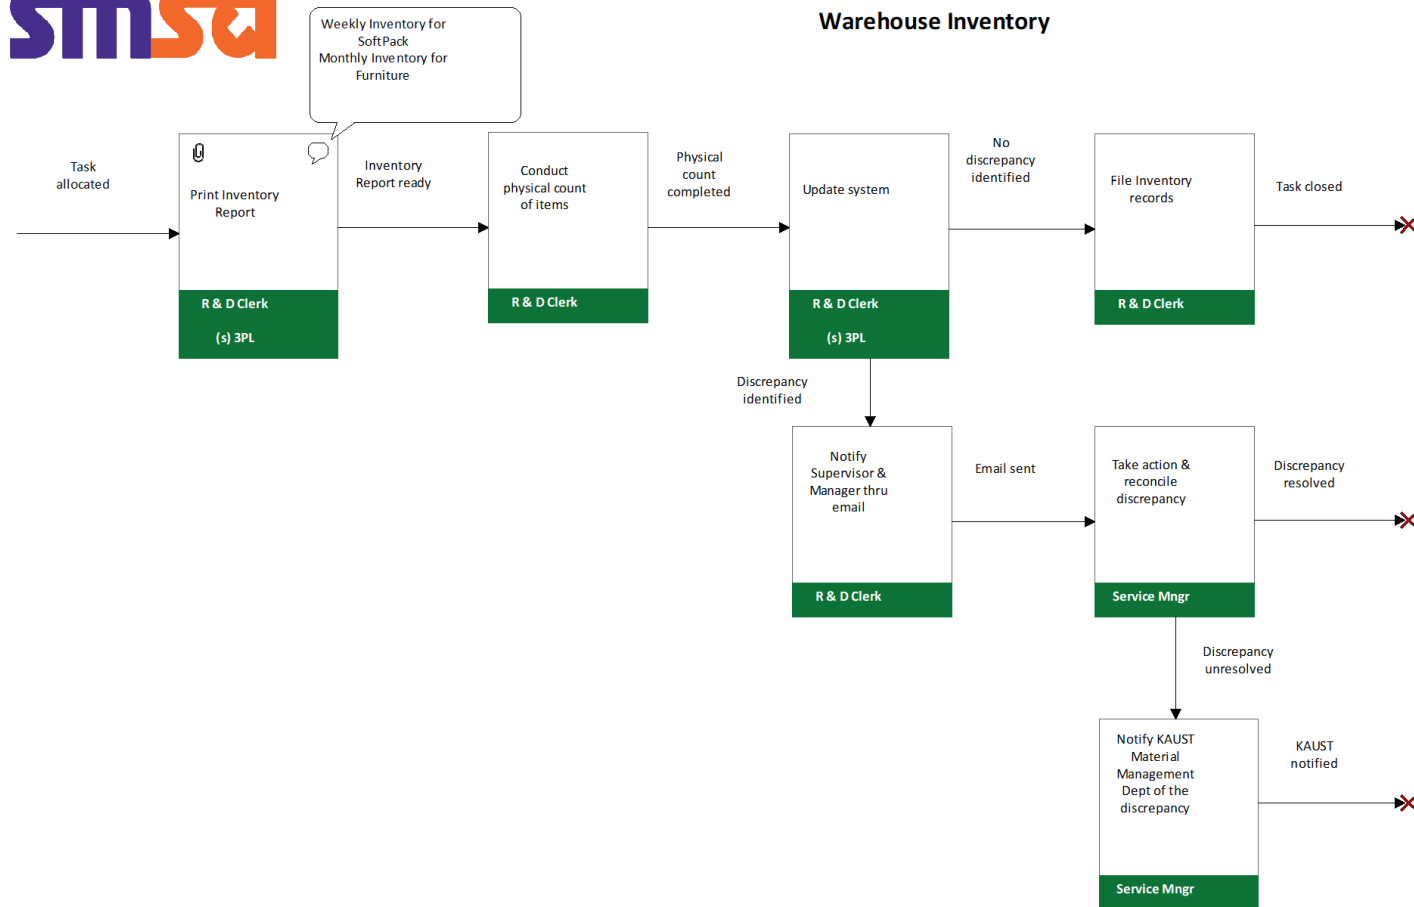 smsa
Warehouse Inventory
Weekly Inventory for
SoftPack
Monthly Inventory for
Furniture
Task
allocated
Print Inventory
Report
R & D Clerk
(s) 3PL
Inventory
Report ready
Conduct
physical count
of items
R & D Clerk
Physical
count
completed
Update system
R & D Clerk
(s) 3PL
No
discrepancy
identified
File Inventory
records
R & D Clerk
Task closed
Discrepancy
identified
Notify
Supervisor &
Manager thru
email
R & D Clerk
Email sent
Take action &
reconcile
discrepancy
Service Mngr
Discrepancy
resolved
Discrepancy
unresolved
Notify KAUST
Material
Management
Dept of the
discrepancy
Service Mngr
KAUST
notified